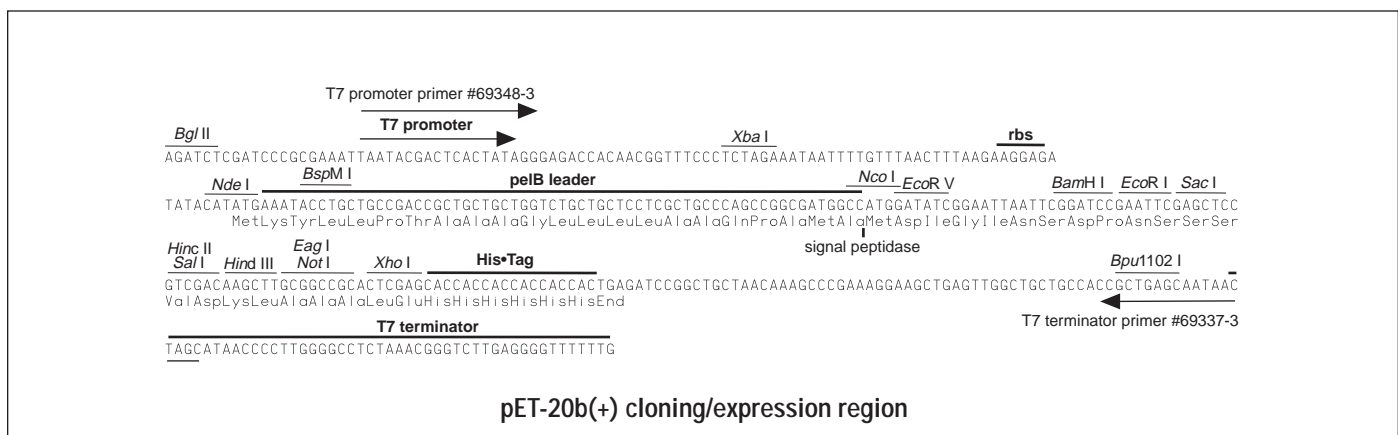 T7 promoter primer #69348-3
Bgl II T7 promoter Xba I rbs
AGATCTCGATCCCGCGAAATTAATACGACTCACTATAGGGAGACCACAACGGTTTCCCTCTAGAAATAATTTTGTTTAACTTTAAGAAGGAGA
Nde I BspM I pelB leader Nco I EcoR V BamH I EcoR I Sac I
TATACATATGAAATACCTGCTGCCGACCGCTGCTGCTGGTCTGCTGCTCCTCGCTGCCCAGCCGGCGATGGCCATGGATATCGGAATTAATTCGGATCCGAATTCGAGCTCC
MetLysTyrLeuLeuProThrAlaAlaAlaGlyLeuLeuLeuLeuAlaAlaGlnProAlaMetAlaMetAspIleGlyIleAsnSerAspProAsnSerSerSer
signal peptidase
Hinc II Eag I
Sal I Hind III Not I Xho I His•Tag Bpu1102 I
GTCGACAAGCTTGCGGCCGCACTCGAGCACCACCACCACCACCACTGAGATCCGGCTGCTAACAAAGCCCGAAAGGAAGCTGAGTTGGCTGCTGCCACCGCTGAGCAATAAC
ValAspLysLeuAlaAlaAlaLeuGluHisHisHisHisHisHisEnd
T7 terminator T7 terminator primer #69337-3
TAGCATAACCCCTTGGGGCCTCTAAACGGGTCTTGAGGGGTTTTTTG
pET-20b(+) cloning/expression region